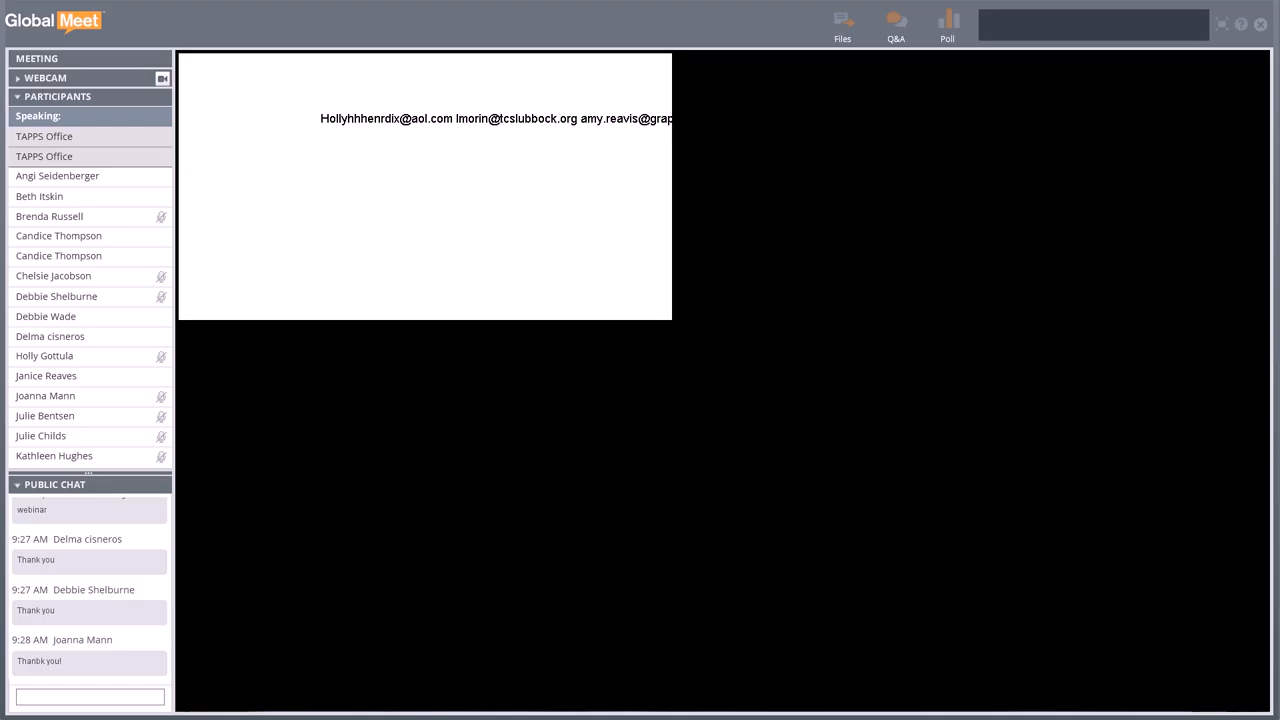 Global Meet
Files
Q&A
Poll
MEETING
WEBCAM
PARTICIPANTS
Speaking:
TAPPS Office
TAPPS Office
Angi Seidenberger
Beth Itskin
Brenda Russell
Candice Thompson
Candice Thompson
Chelsie Jacobson
Debbie Shelburne
Debbie Wade
Delma cisneros
Holly Gottula
Janice Reaves
Joanna Mann
Julie Bentsen
Julie Childs
Kathleen Hughes
PUBLIC CHAT
webinar
9:27 AM Delma cisneros
Thank you
9:27 AM Debbie Shelburne
Thank you
9:28 AM Joanna Mann
Thanbk you!
Hollyhhhenrdix@aol.com lmorin@tcslubbock.org amy.reavis@grap